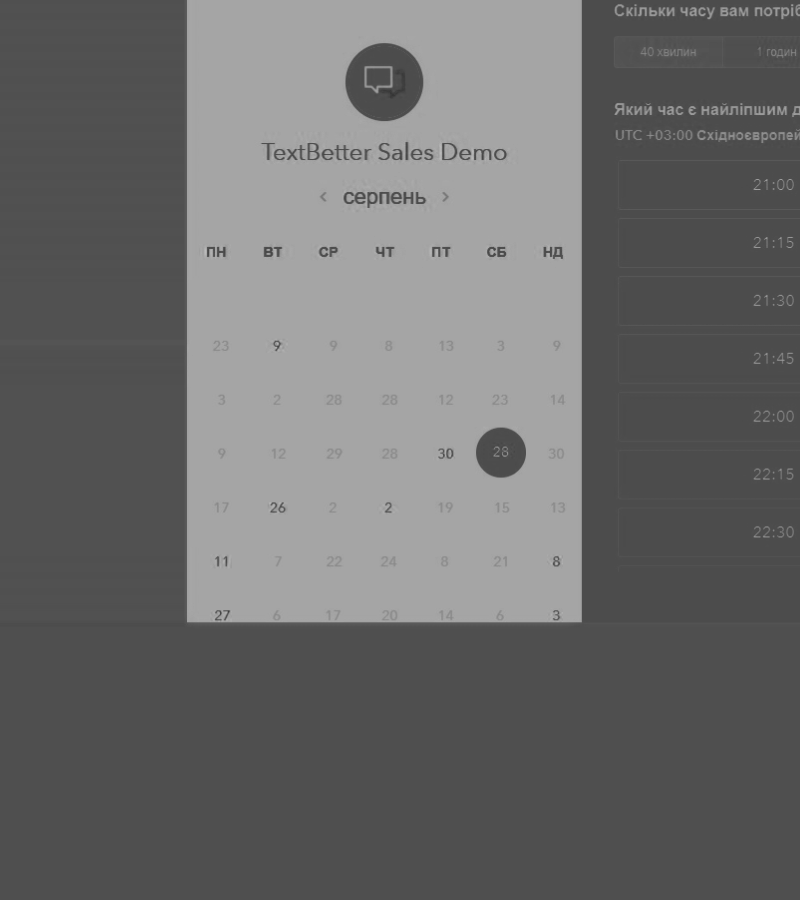 TextBetter Sales Demo
< серпень >
ПН ВТ СР ЧТ ПТ СБ НД
23 9 9 8 13 3 9
3 2 28 28 12 23 14
9 12 29 28 30 28 30
17 26 2 2 19 15 13
11 7 22 24 8 21 8
27 6 17 20 14 6 3
Скільки часу вам потріб
40 хвилин 1 годин
Який час є найліпшим д
UTC +03:00 Східноєвропей
21:00
21:15
21:30
21:45
22:00
22:15
22:30